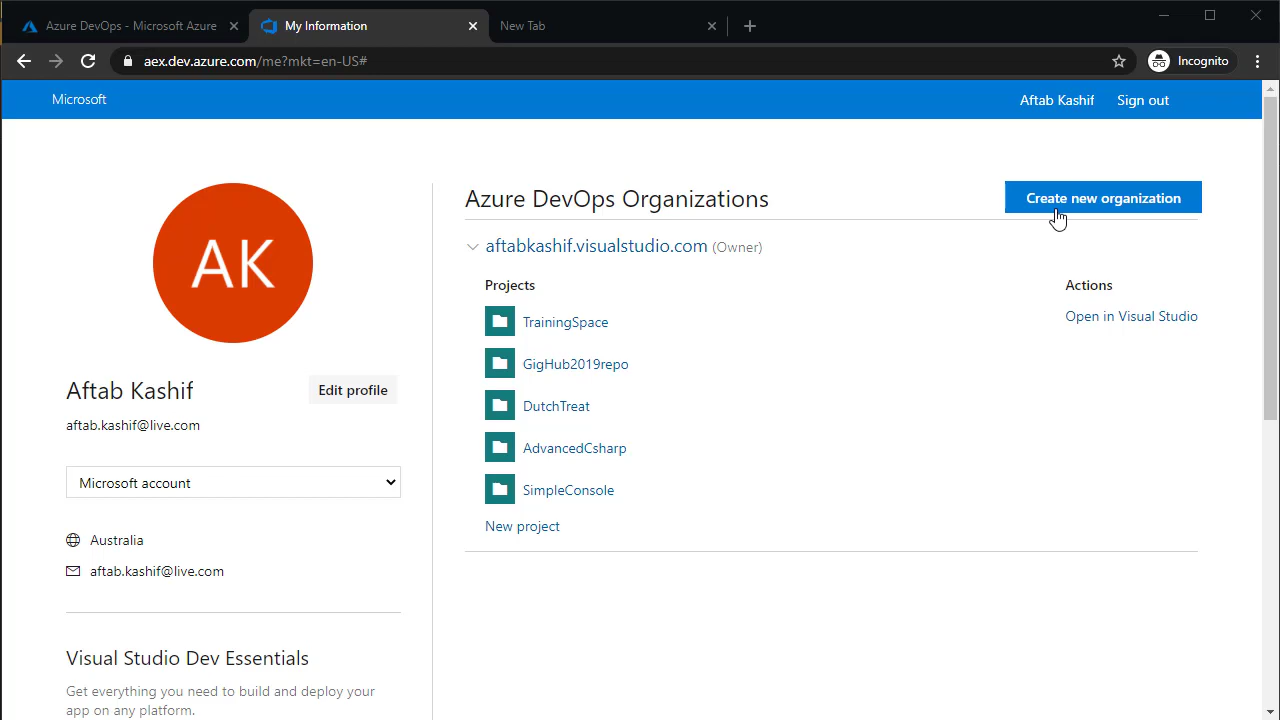 Azure DevOps - Microsoft Azure
My Information
New Tab
aex.dev.azure.com/me?mkt=en-US#
Incognito
Microsoft
Aftab Kashif
Sign out
AK
Aftab Kashif
Edit profile
aftab.kashif@live.com
Microsoft account
Australia
aftab.kashif@live.com
Visual Studio Dev Essentials
Get everything you need to build and deploy your
app on any platform.
Azure DevOps Organizations
Create new organization
aftabkashif.visualstudio.com (Owner)
Projects
Actions
TrainingSpace
Open in Visual Studio
GigHub2019repo
DutchTreat
AdvancedCsharp
SimpleConsole
New project